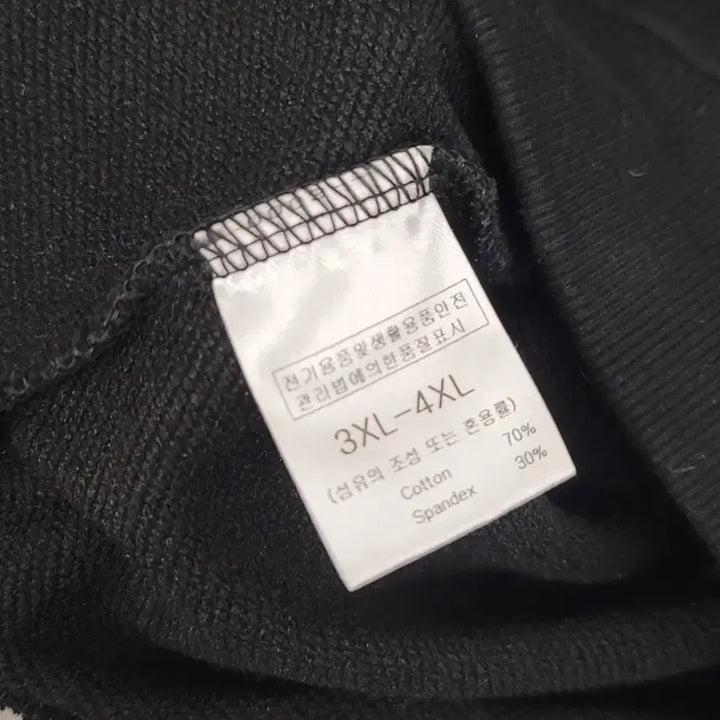 전기용품및생활용품안전
관리법에의한품질표시
3XL-4XL
(섬유의 조성 또는 혼용률)
Cotton 70%
Spandex 30%